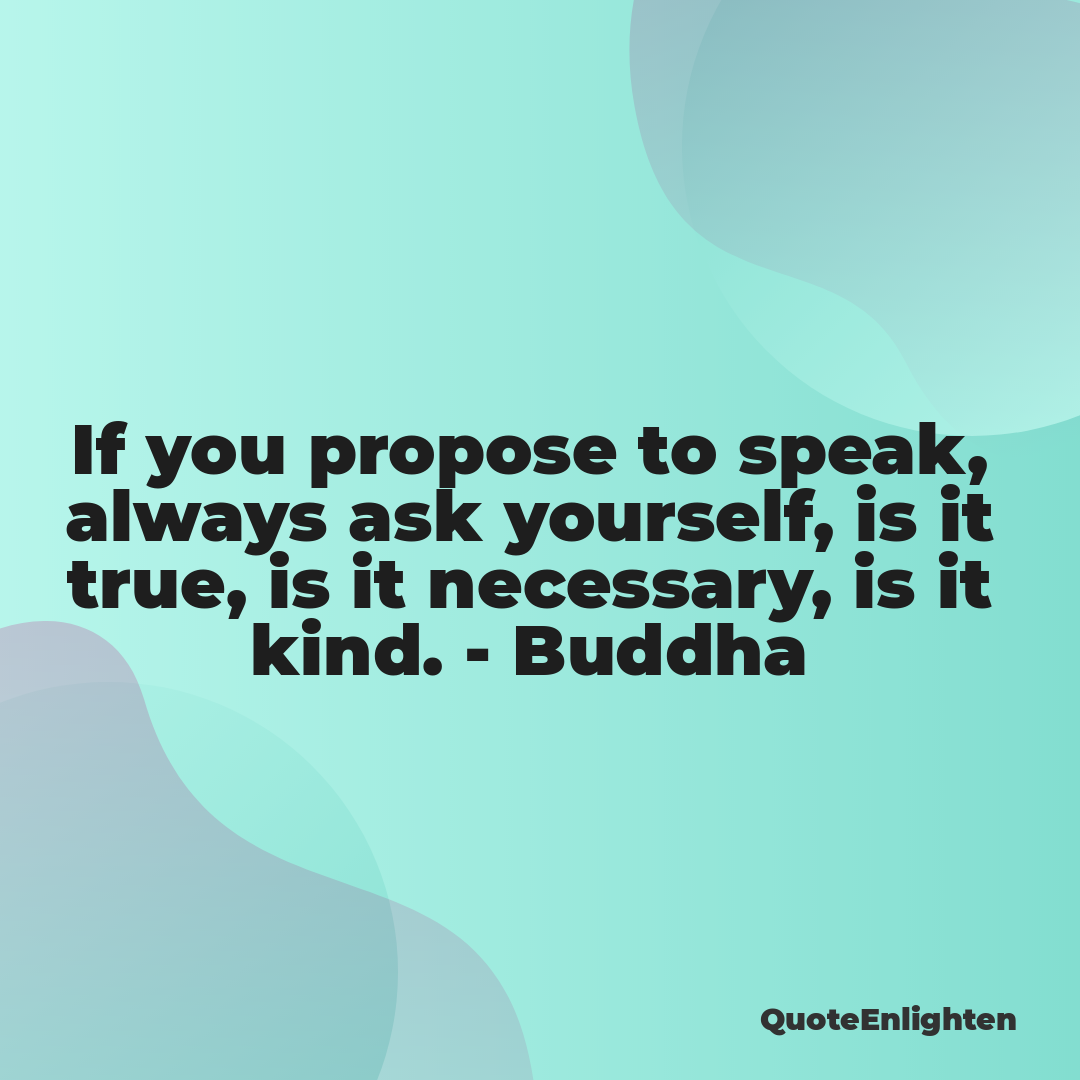 If you propose to speak,
always ask yourself, is it
true, is it necessary, is it
kind. - Buddha
QuoteEnlighten